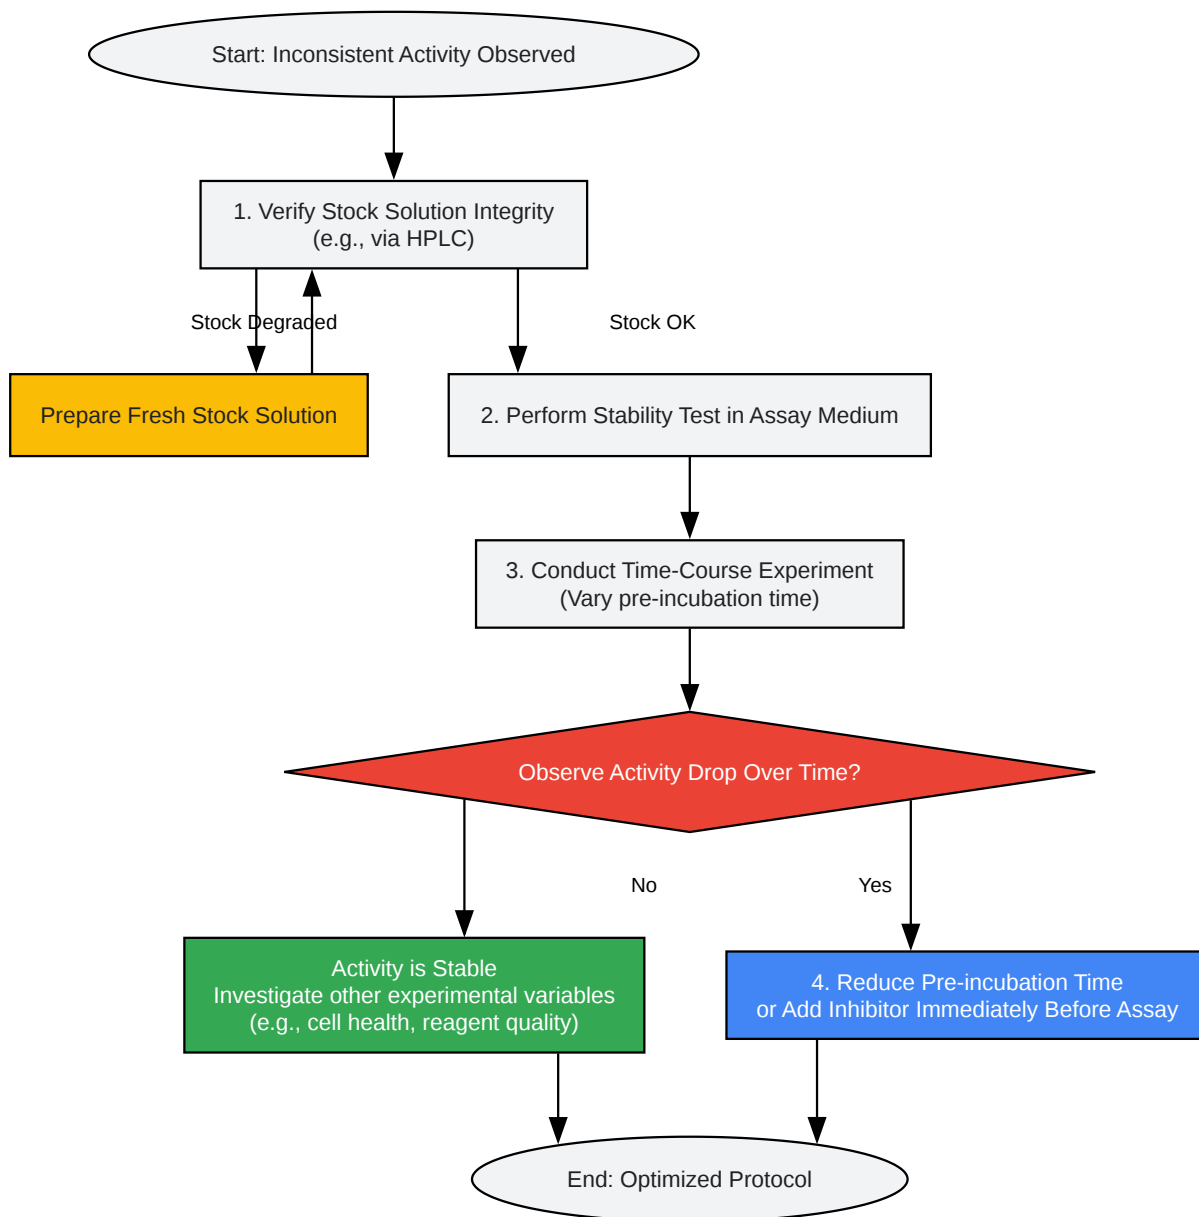 Start: Inconsistent Activity Observed
1. Verify Stock Solution Integrity
(e.g., via HPLC)
Stock Degraded
Stock OK
Prepare Fresh Stock Solution
2. Perform Stability Test in Assay Medium
3. Conduct Time-Course Experiment
(Vary pre-incubation time)
Observe Activity Drop Over Time?
No
Yes
Activity is Stable
Investigate other experimental variables
(e.g., cell health, reagent quality)
4. Reduce Pre-incubation Time
or Add Inhibitor Immediately Before Assay
End: Optimized Protocol